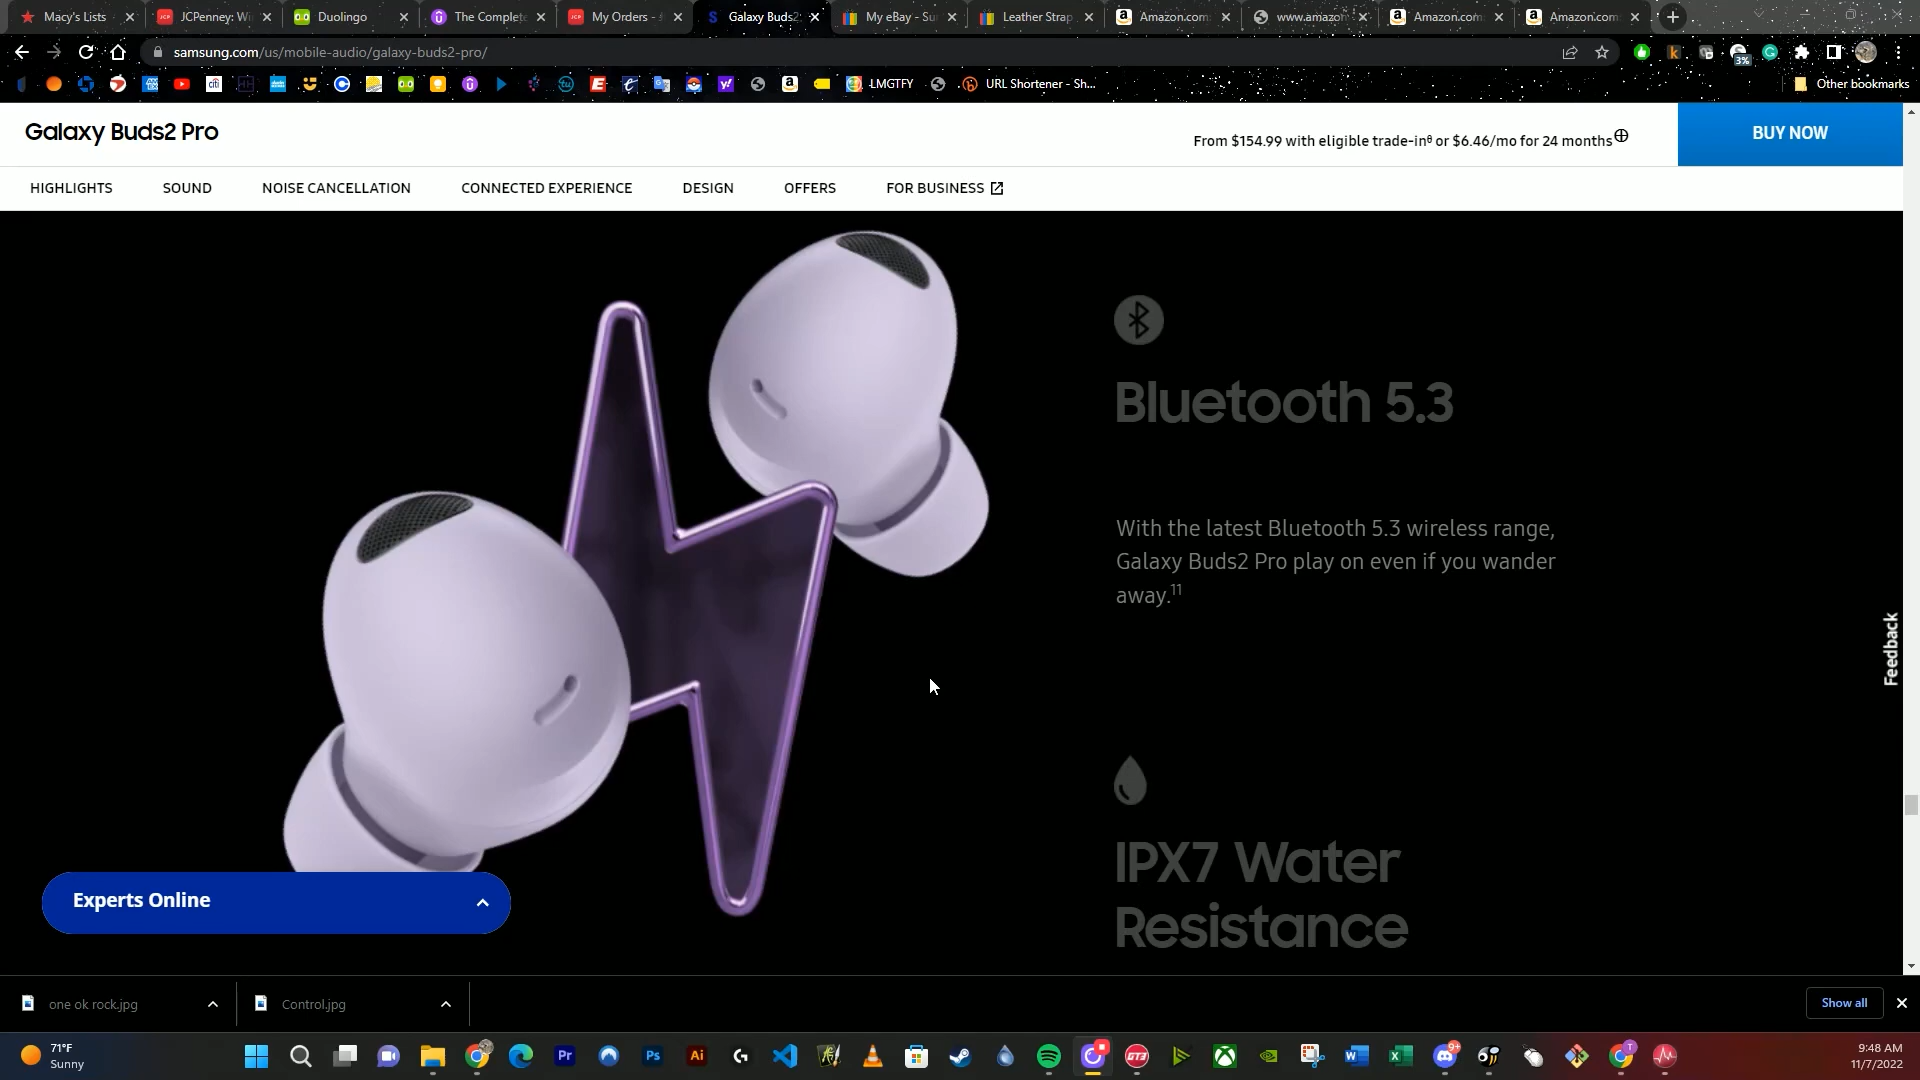 Macy's Lists
JCPenney: Wi
Duolingo
The Complete
My Orders -
Galaxy Buds2
My eBay - Su
Leather Strap
Amazon.com
www.amazon
Amazon.com
Amazon.com
samsung.com/us/mobile-audio/galaxy-buds2-pro/
3%
LMGTFY
URL Shortener - Sh...
Other bookmarks
Galaxy Buds2 Pro
From $154.99 with eligible trade-in⁸ or $6.46/mo for 24 months
BUY NOW
HIGHLIGHTS
SOUND
NOISE CANCELLATION
CONNECTED EXPERIENCE
DESIGN
OFFERS
FOR BUSINESS
Bluetooth 5.3
With the latest Bluetooth 5.3 wireless range,
Galaxy Buds2 Pro play on even if you wander
away.¹¹
Feedback
IPX7 Water
Resistance
Experts Online
one ok rock.jpg
Control.jpg
Show all
71°F
Sunny
9:48 AM
11/7/2022